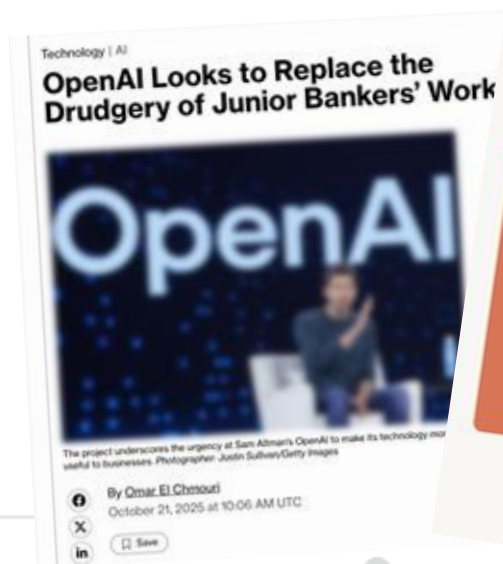 Technology | AI
OpenAI Looks to Replace the
Drudgery of Junior Bankers' Work
OpenAI
The project underscores the urgency at Sam Altman's OpenAI to make its technology
useful to businesses. Photographer: Justin Sullivan/Getty Images
By Omar El Chmouri
October 21, 2025 at 10:06 AM UTC
X
in
Save